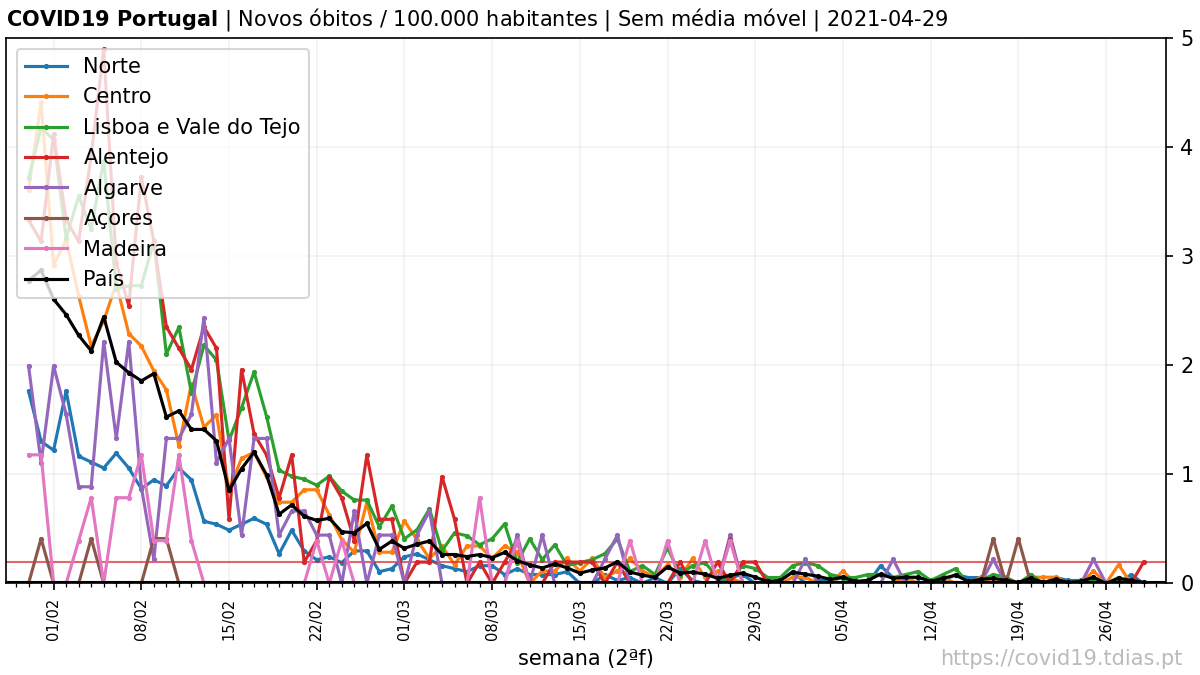 COVID19 Portugal | Novos óbitos / 100.000 habitantes | Sem média móvel | 2021-04-29
Norte
Centro
Lisboa e Vale do Tejo
Alentejo
Algarve
Açores
Madeira
País
5
4
3
2
1
0
01/02
08/02
15/02
22/02
01/03
08/03
15/03
22/03
29/03
05/04
12/04
19/04
26/04
semana (2ªf)
https://covid19.tdias.pt